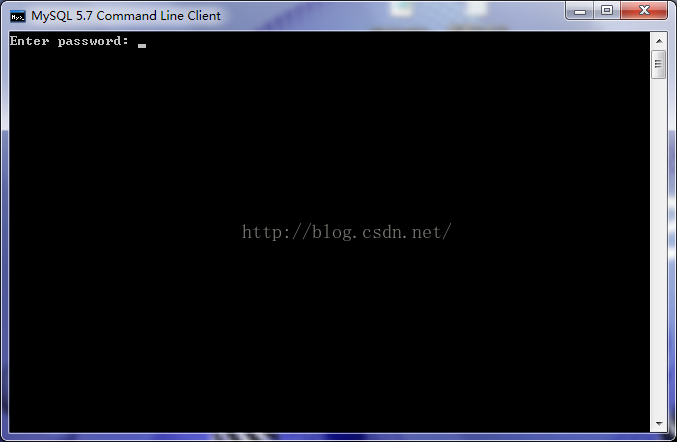 MySQL 5.7 Command Line Client
Enter password:
http://blog.csdn.net/